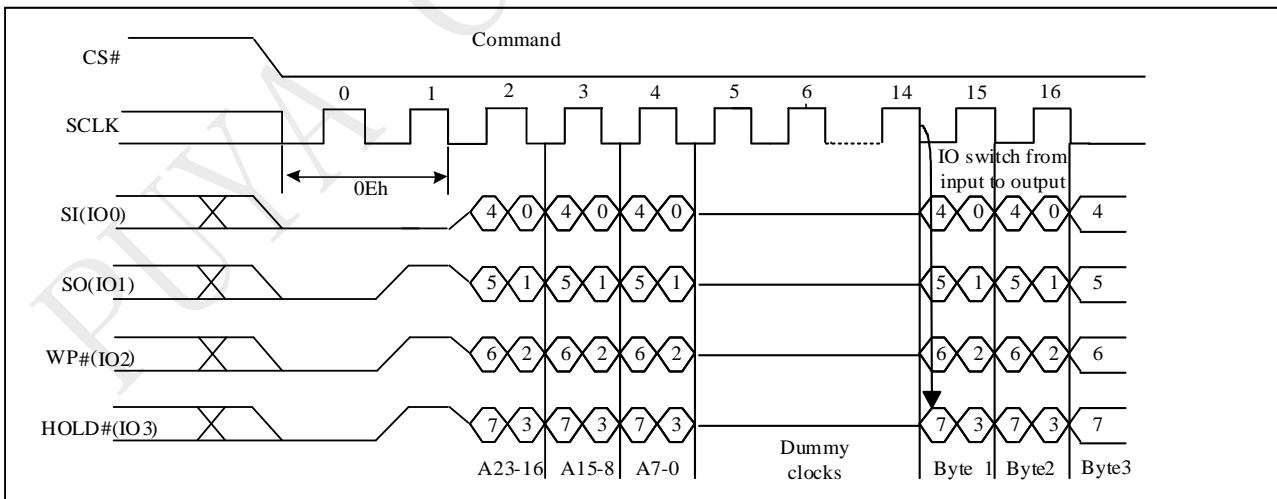 PUYA
Command
CS#
0 1 2 3 4 5 6 14 15 16
SCLK
IO switch from
input to output
0Eh
SI(IO0) 4 0 4 0 4 0 4 0 4 0 4
SO(IO1) 5 1 5 1 5 1 5 1 5 1 5
WP#(IO2) 6 2 6 2 6 2 6 2 6 2 6
HOLD#(IO3) 7 3 7 3 7 3 7 3 7 3 7
Dummy
clocks
A23-16 A15-8 A7-0 Byte 1 Byte2 Byte3